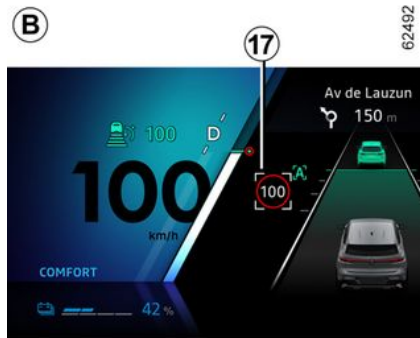 B
17
62492
Av de Lauzun
150 m
100
D
100
km/h
100
A
COMFORT
42 %